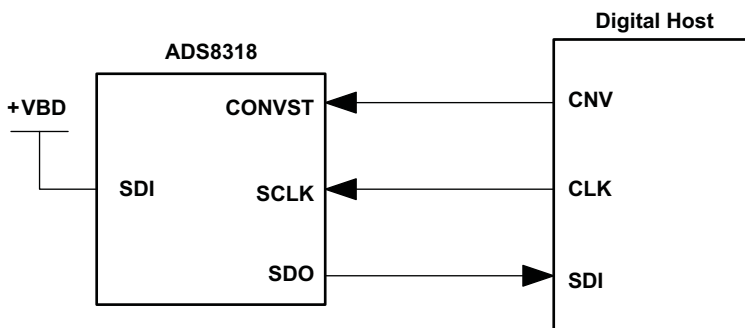 Digital Host
ADS8318
+VBD
CONVST
CNV
SDI
SCLK
CLK
SDO
SDI